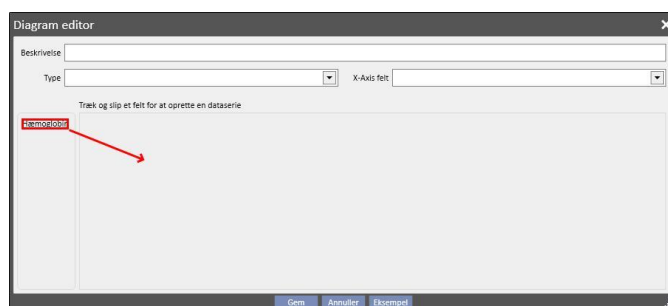 Diagram editor
Beskrivelse
Type
X-Axis felt
Træk og slip et felt for at oprette en dataserie
Hæmoglobin
Gem
Annuller
Eksempel